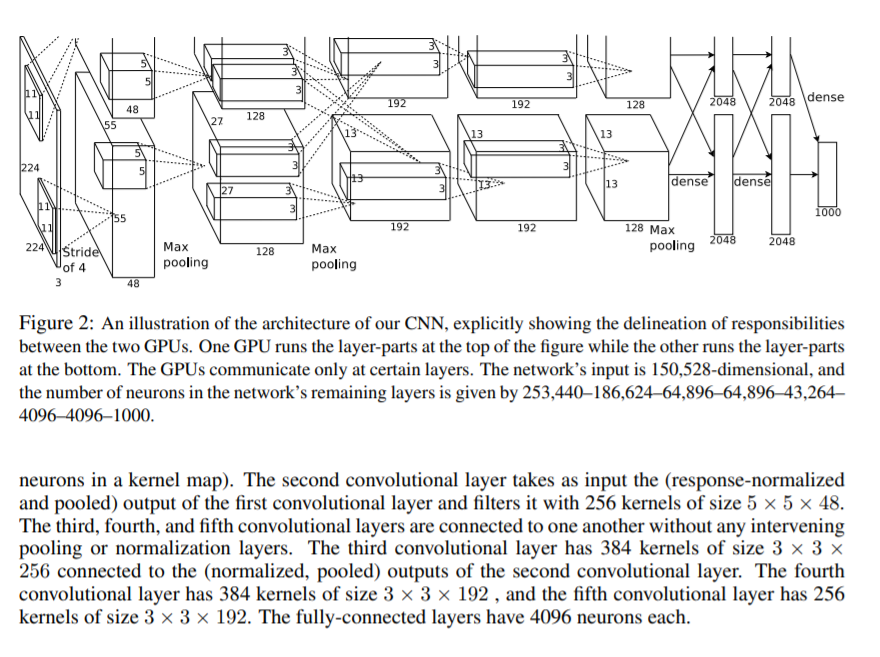 5
5
48
55
11
11
224
3
3
27
128
3
3
192
3
3
192
128
2048
2048
dense
5
5
55
11
11
224
Stride
of 4
3
48
Max
pooling
3
3
27
3
3
128
Max
pooling
13
13
3
3
192
13
13
3
3
192
13
13
128
Max
pooling
dense
2048
dense
2048
1000
Figure 2: An illustration of the architecture of our CNN, explicitly showing the delineation of responsibilities
between the two GPUs. One GPU runs the layer-parts at the top of the figure while the other runs the layer-parts
at the bottom. The GPUs communicate only at certain layers. The network's input is 150,528-dimensional, and
the number of neurons in the network's remaining layers is given by 253,440–186,624–64,896–64,896–43,264–
4096–4096–1000.
neurons in a kernel map). The second convolutional layer takes as input the (response-normalized
and pooled) output of the first convolutional layer and filters it with 256 kernels of size 5 × 5 × 48.
The third, fourth, and fifth convolutional layers are connected to one another without any intervening
pooling or normalization layers. The third convolutional layer has 384 kernels of size 3 × 3 ×
256 connected to the (normalized, pooled) outputs of the second convolutional layer. The fourth
convolutional layer has 384 kernels of size 3 × 3 × 192 , and the fifth convolutional layer has 256
kernels of size 3 × 3 × 192. The fully-connected layers have 4096 neurons each.